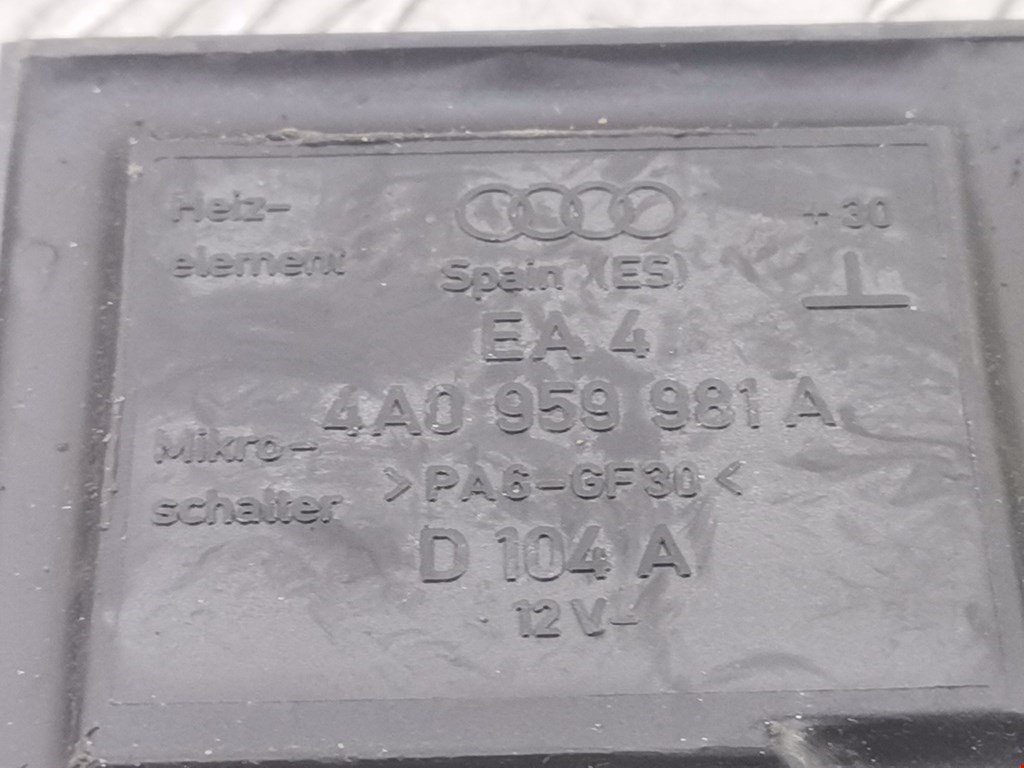 Heiz-
element
+ 30
Spain (ES)
EA 4
4A0 959 981 A
Mikro-
schalter
>PA6-GF30<
D 104 A
12 V-